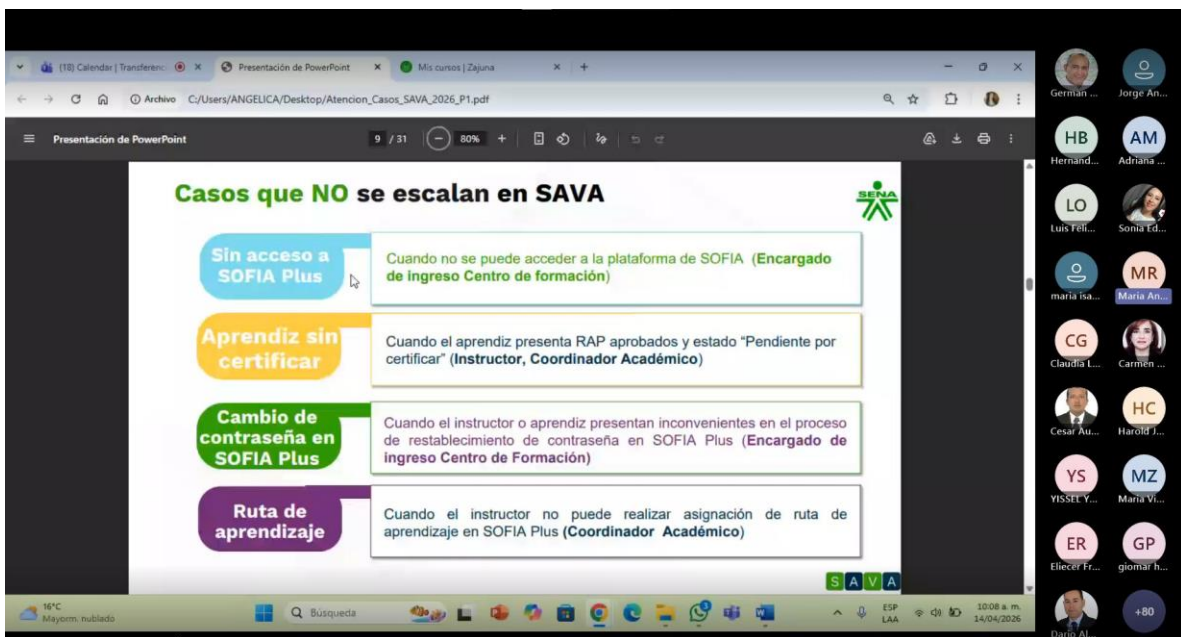 (18) Calendar | Transferenc
Presentación de PowerPoint
Mis cursos | Zajuna
Archivo
C:/Users/ANGELICA/Desktop/Atencion_Casos_SAVA_2026_P1.pdf
Presentación de PowerPoint
9 / 31
80%
Casos que NO se escalan en SAVA
SENA
Sin acceso a
SOFIA Plus
Cuando no se puede acceder a la plataforma de SOFIA (Encargado
de ingreso Centro de formación)
Aprendiz sin
certificar
Cuando el aprendiz presenta RAP aprobados y estado “Pendiente por
certificar” (Instructor, Coordinador Académico)
Cambio de
contraseña en
SOFIA Plus
Cuando el instructor o aprendiz presentan inconvenientes en el proceso
de restablecimiento de contraseña en SOFIA Plus (Encargado de
ingreso Centro de Formación)
Ruta de
aprendizaje
Cuando el instructor no puede realizar asignación de ruta de
aprendizaje en SOFIA Plus (Coordinador Académico)
S A V A
16°C
Mayorm. nublado
Búsqueda
ESP
LAA
10:08 a. m.
14/04/2026
German ...
Jorge An...
HB
AM
Hernand...
Adriana ...
LO
Luis Feli...
Sonia Ed...
MR
maria isa...
Maria An...
CG
Claudia L...
Carmen ...
HC
Cesar Au...
Harold J...
YS
MZ
YISSEL Y...
Maria Vi...
ER
GP
Eliecer Fr...
giomar h...
+80
Dario Al...